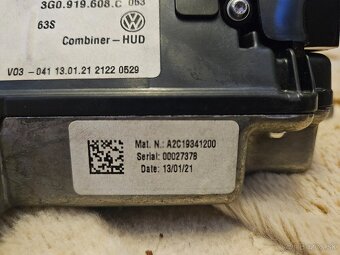 3G0.919.608.C 053
63S
Combiner-HUD
V03-041 13.01.21 2122 0529
Mat. N.: A2C19341200
Serial: 00027378
Date: 13/01/21